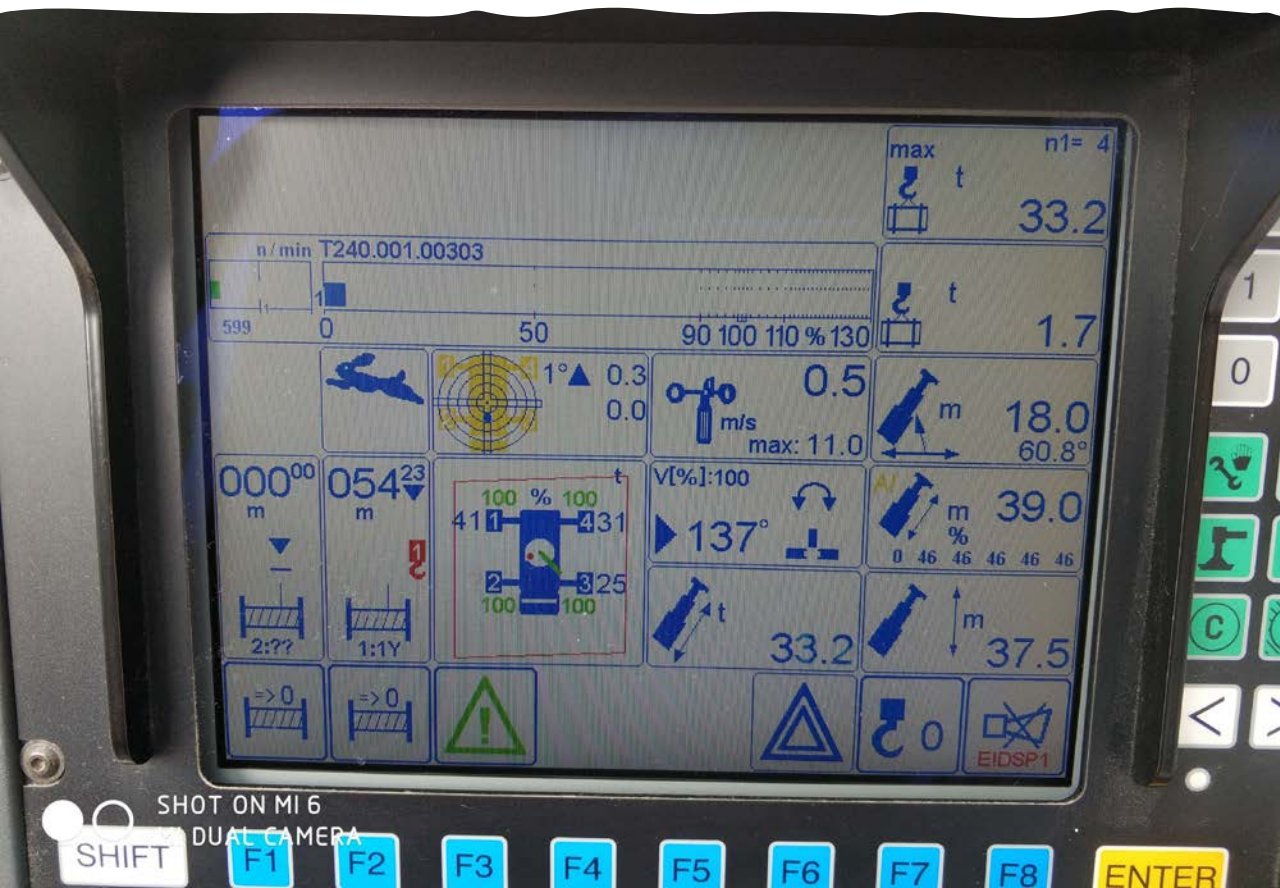 max n1= 4
t
33.2
n/min T240.001.00303
1
1
599 0 50 90 100 110 % 130
t
1.7
1° 0.3
0.0
0.5
m/s
max: 11.0
m 18.0
60.8°
000⁰⁰
m
2:??
054²³
m
1
1:1Y
t
100 % 100
41 1 4 31
2 3 25
100 100
V[%]:100
137°
t
33.2
m 39.0
%
0 46 46 46 46 46
m
37.5
=>0
=>0
!
0
EIDSP1
1
0
C
<
>
SHOT ON MI 6
MI DUAL CAMERA
SHIFT F1 F2 F3 F4 F5 F6 F7 F8 ENTER